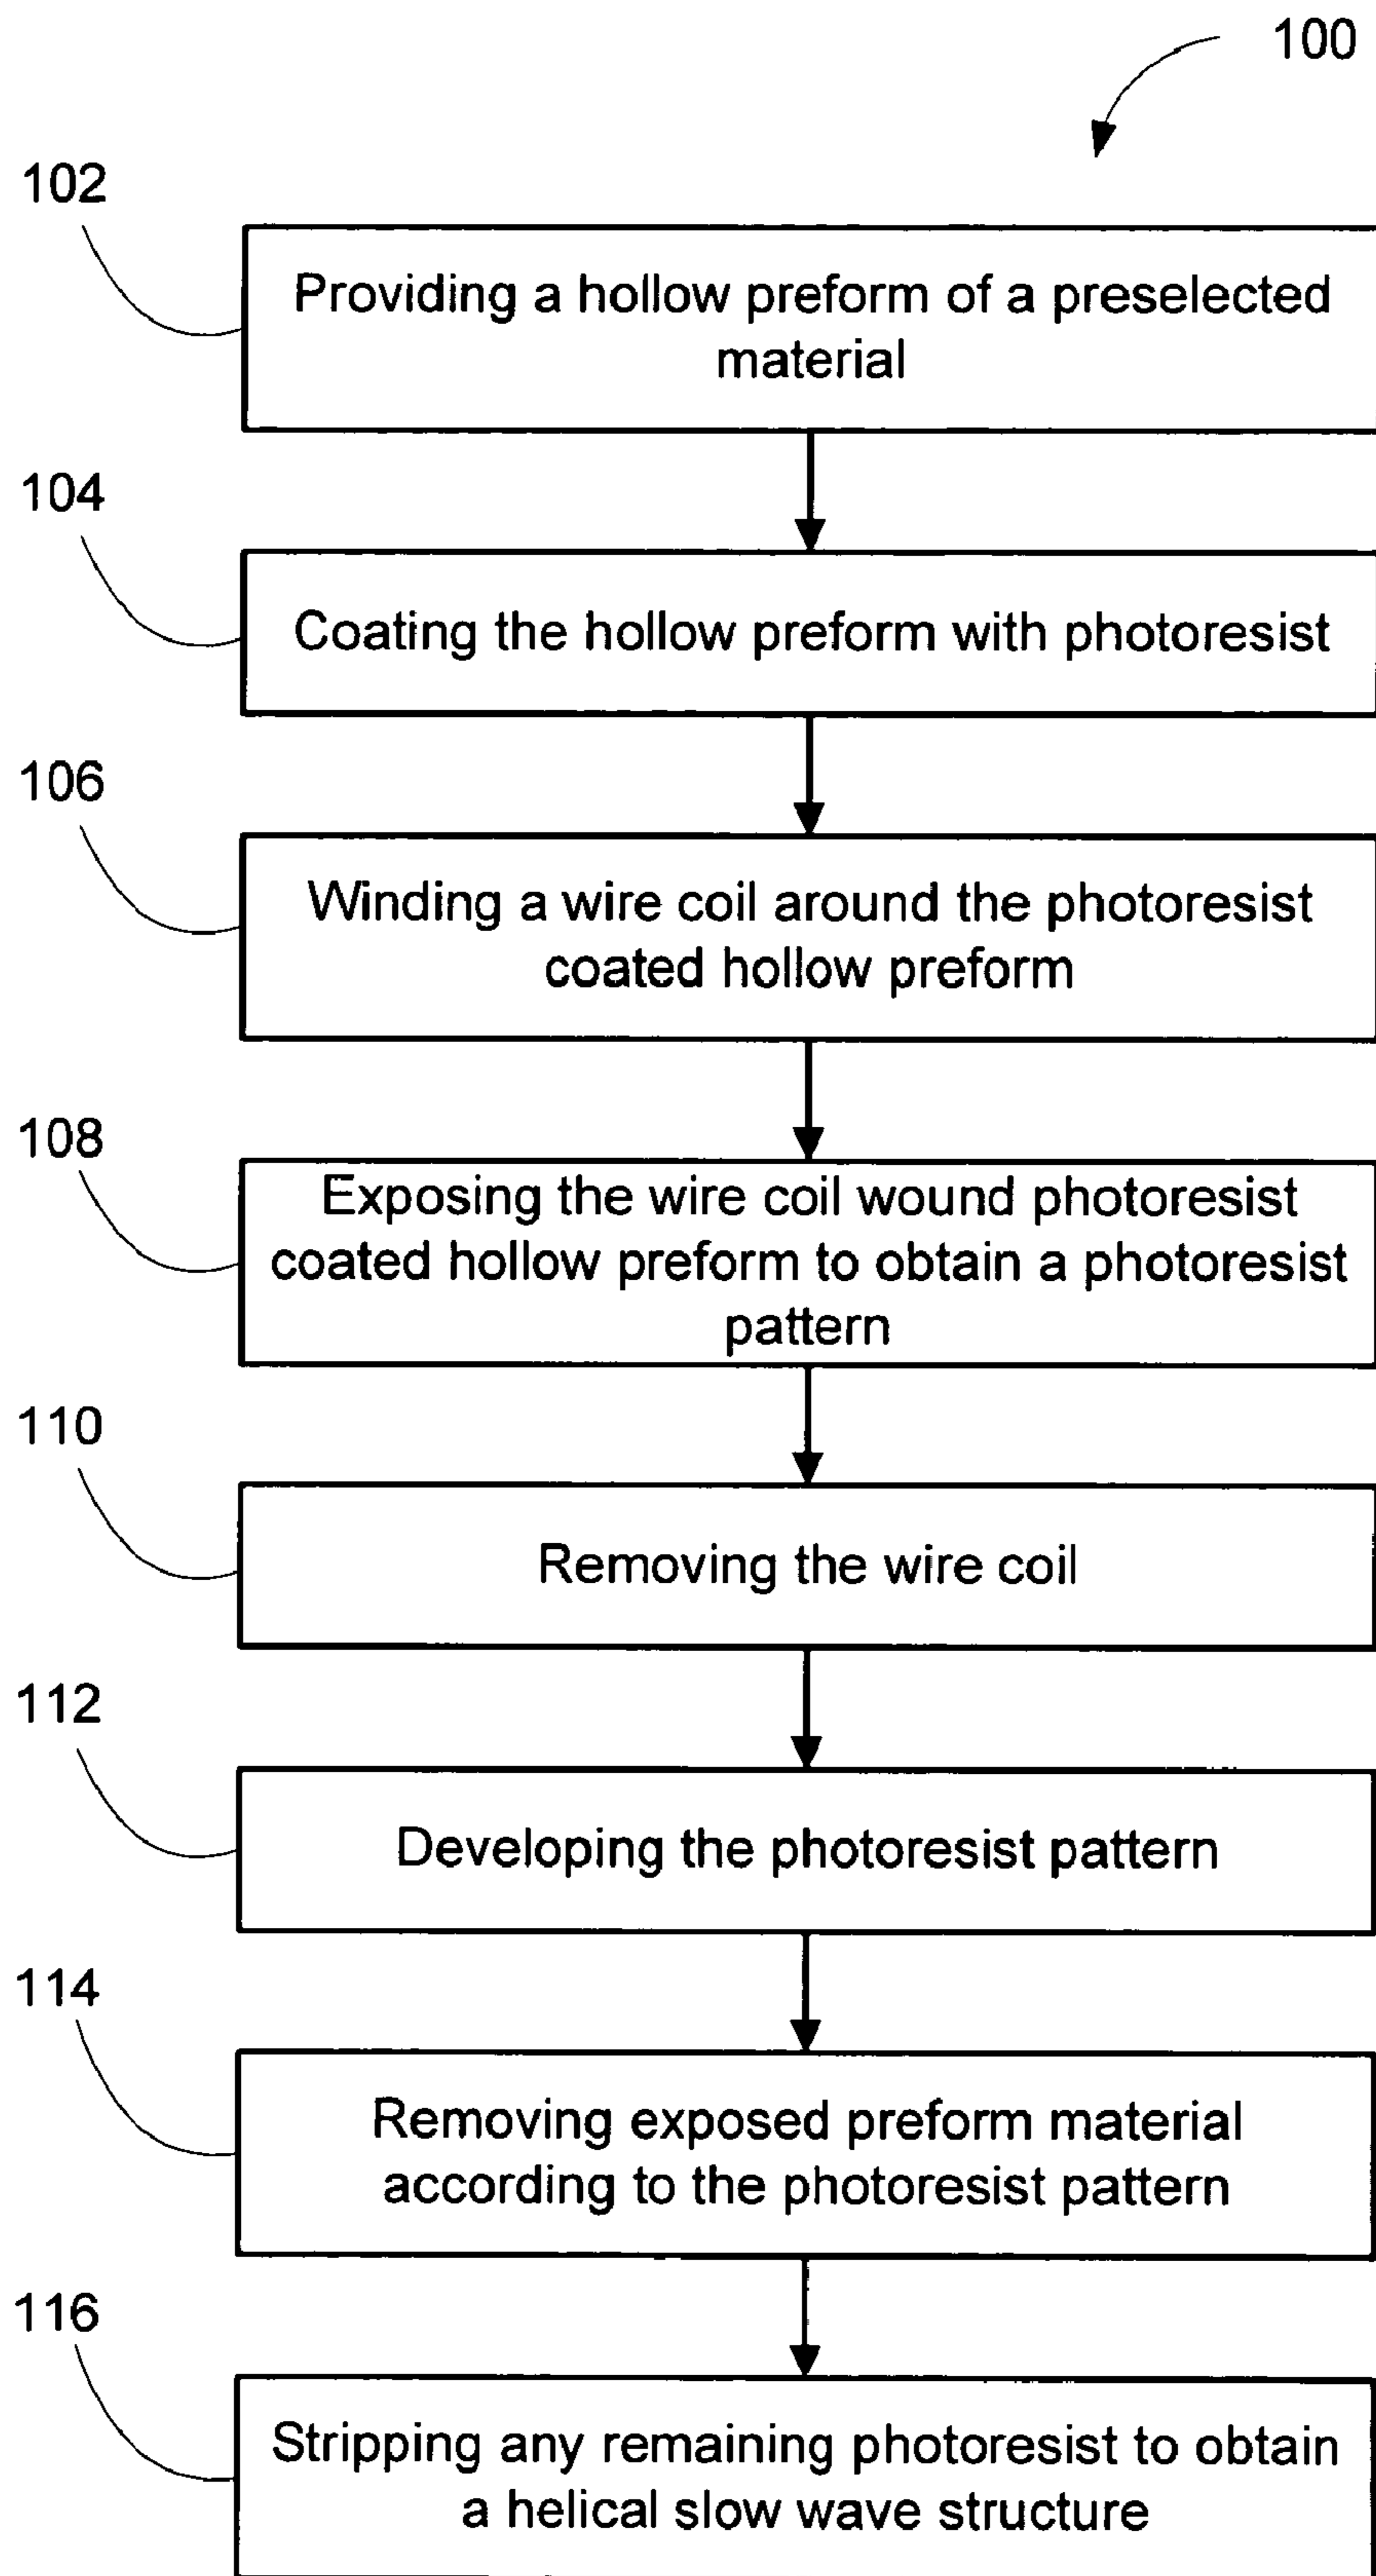 100
102
Providing a hollow preform of a preselected
material
104
Coating the hollow preform with photoresist
106
Winding a wire coil around the photoresist
coated hollow preform
108
Exposing the wire coil wound photoresist
coated hollow preform to obtain a photoresist
pattern
110
Removing the wire coil
112
Developing the photoresist pattern
114
Removing exposed preform material
according to the photoresist pattern
116
Stripping any remaining photoresist to obtain
a helical slow wave structure